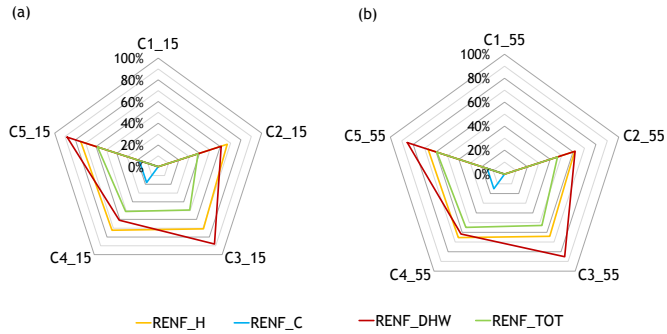 (a)
C1_15
100%
80%
60%
40%
20%
0%
C2_15
C3_15
C4_15
C5_15
(b)
C1_55
100%
80%
60%
40%
20%
0%
C2_55
C3_55
C4_55
C5_55
RENF_H RENF_C RENF_DHW RENF_TOT